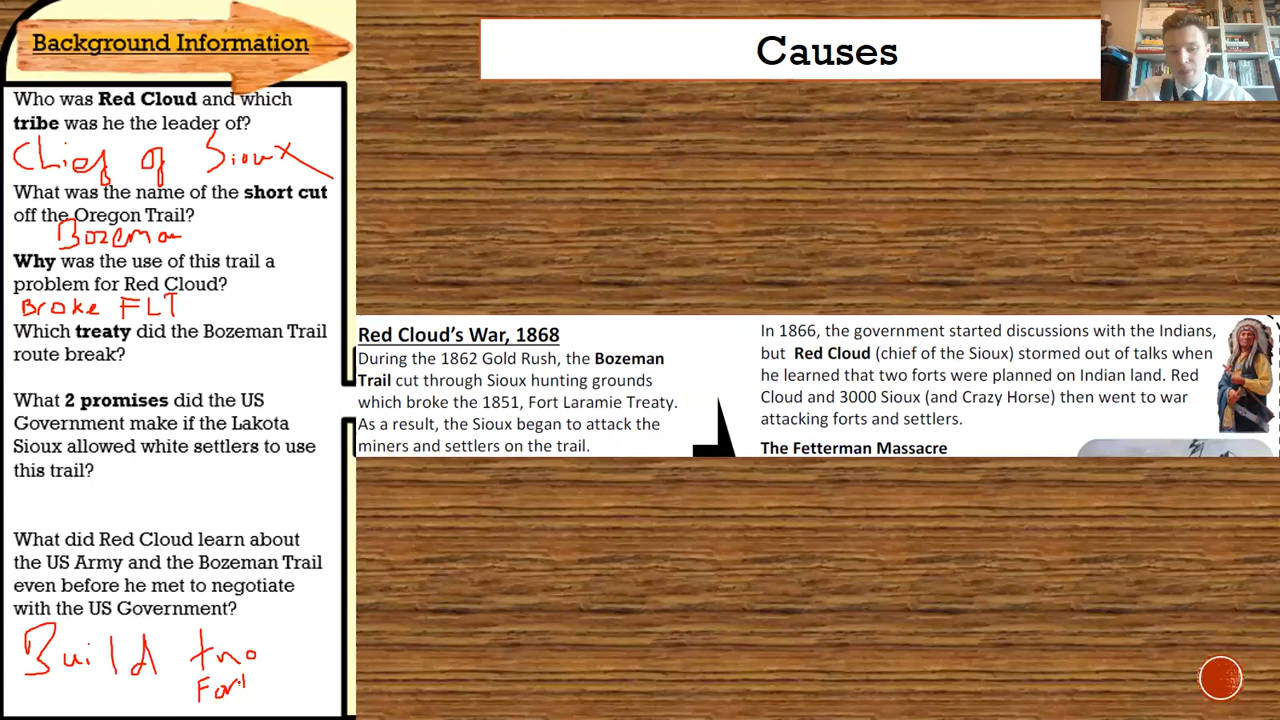 Background Information
Who was Red Cloud and which
tribe was he the leader of?
Chief of Sioux
What was the name of the short cut
off the Oregon Trail?
Bozeman
Why was the use of this trail a
problem for Red Cloud?
Broke FLT
Which treaty did the Bozeman Trail
route break?
What 2 promises did the US
Government make if the Lakota
Sioux allowed white settlers to use
this trail?
What did Red Cloud learn about
the US Army and the Bozeman Trail
even before he met to negotiate
with the US Government?
Build two
Fort
Causes
Red Cloud's War, 1868
During the 1862 Gold Rush, the Bozeman
Trail cut through Sioux hunting grounds
which broke the 1851, Fort Laramie Treaty.
As a result, the Sioux began to attack the
miners and settlers on the trail.
In 1866, the government started discussions with the Indians,
but Red Cloud (chief of the Sioux) stormed out of talks when
he learned that two forts were planned on Indian land. Red
Cloud and 3000 Sioux (and Crazy Horse) then went to war
attacking forts and settlers.
The Fetterman Massacre